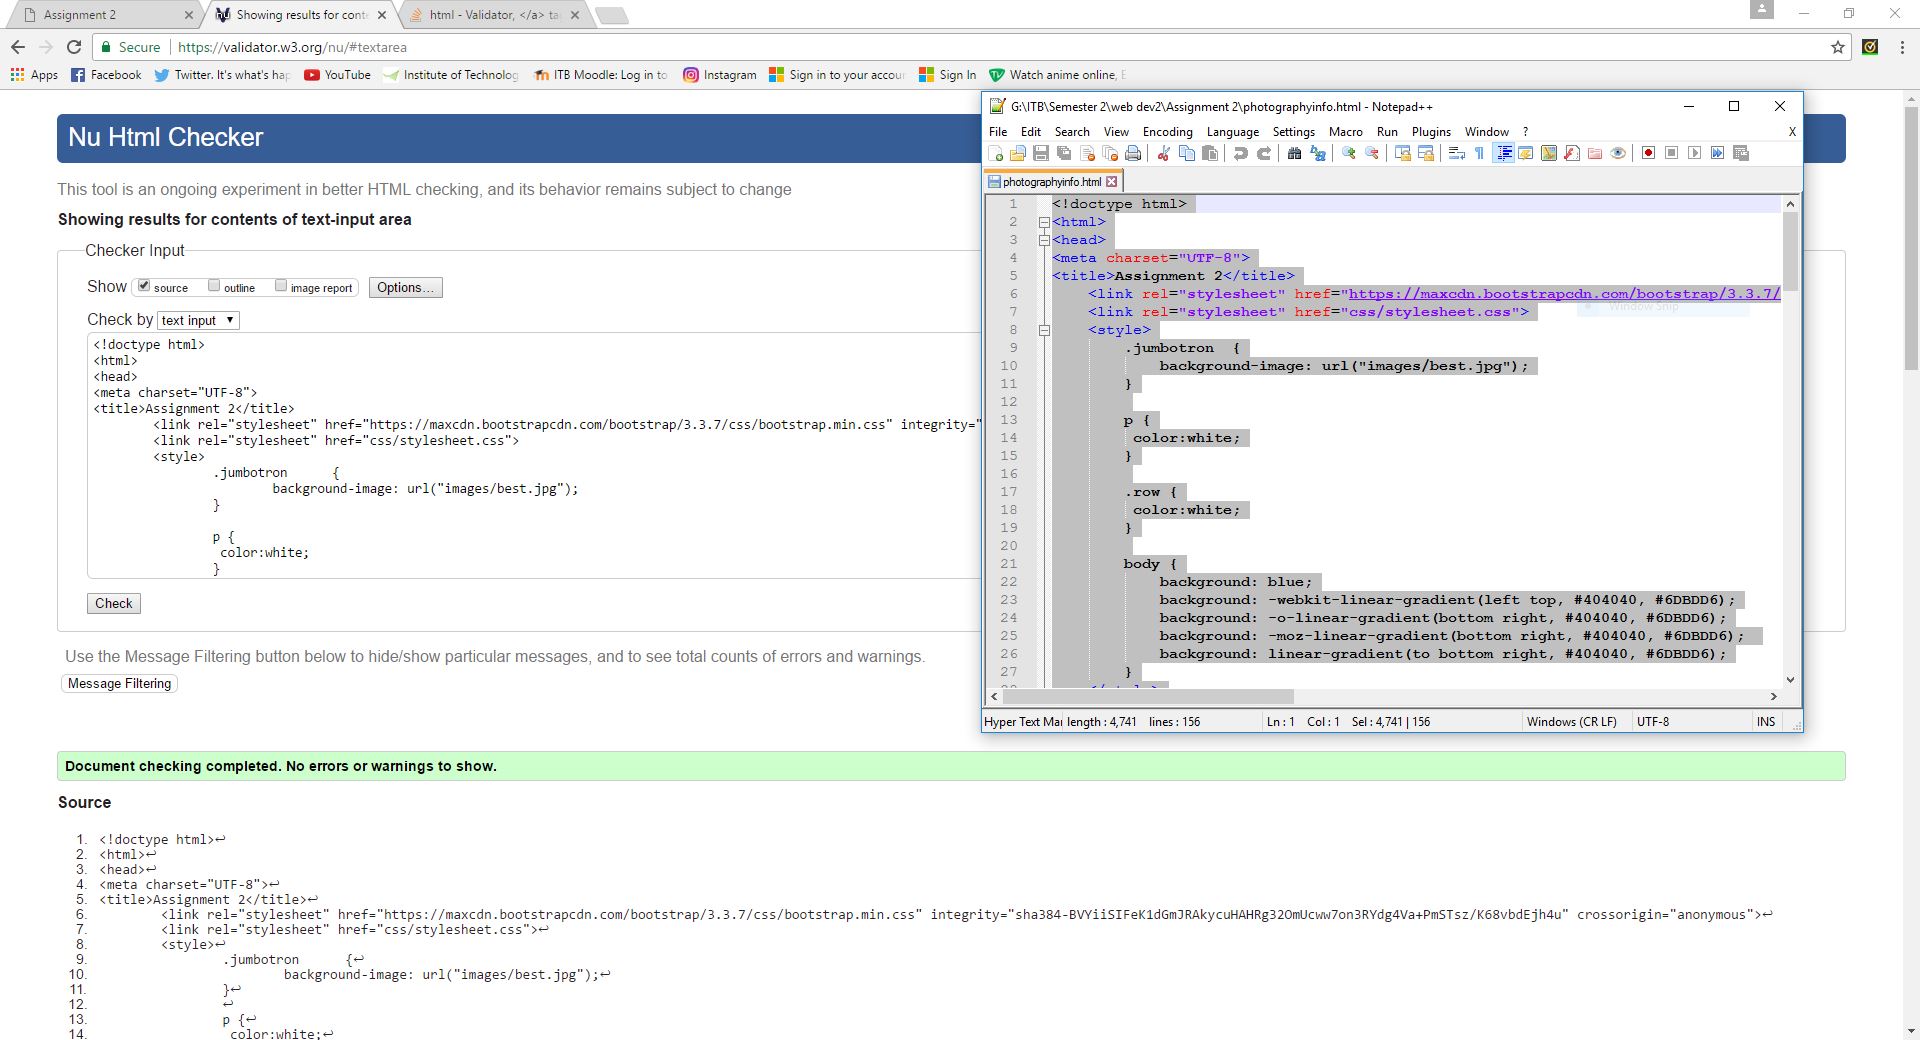 Assignment 2
Showing results for conte
html - Validator, </a> ta
Secure
https://validator.w3.org/nu/#textarea
Apps
Facebook
Twitter. It's what's hap
YouTube
Institute of Technolog
ITB Moodle: Log in to
Instagram
Sign in to your accour
Sign In
Watch anime online, E
Nu Html Checker
This tool is an ongoing experiment in better HTML checking, and its behavior remains subject to change
Showing results for contents of text-input area
Checker Input
Show source outline image report Options...
Check by text input
<!doctype html>
<html>
<head>
<meta charset="UTF-8">
<title>Assignment 2</title>
<link rel="stylesheet" href="https://maxcdn.bootstrapcdn.com/bootstrap/3.3.7/css/bootstrap.min.css" integrity="
<link rel="stylesheet" href="css/stylesheet.css">
<style>
.jumbotron {
background-image: url("images/best.jpg");
}
p {
color:white;
}
Check
Use the Message Filtering button below to hide/show particular messages, and to see total counts of errors and warnings.
Message Filtering
G:\ITB\Semester 2\web dev2\Assignment 2\photographyinfo.html - Notepad++
File Edit Search View Encoding Language Settings Macro Run Plugins Window ? X
photographyinfo.html
1 <!doctype html>
2 <html>
3 <head>
4 <meta charset="UTF-8">
5 <title>Assignment 2</title>
6 <link rel="stylesheet" href="https://maxcdn.bootstrapcdn.com/bootstrap/3.3.7/
7 <link rel="stylesheet" href="css/stylesheet.css">
Window Snip
8 <style>
9 .jumbotron {
10 background-image: url("images/best.jpg");
11 }
12
13 p {
14 color:white;
15 }
16
17 .row {
18 color:white;
19 }
20
21 body {
22 background: blue;
23 background: -webkit-linear-gradient(left top, #404040, #6DBDD6);
24 background: -o-linear-gradient(bottom right, #404040, #6DBDD6);
25 background: -moz-linear-gradient(bottom right, #404040, #6DBDD6);
26 background: linear-gradient(to bottom right, #404040, #6DBDD6);
27 }
Hyper Text Mar length : 4,741 lines : 156 Ln : 1 Col : 1 Sel : 4,741 | 156 Windows (CR LF) UTF-8 INS
Document checking completed. No errors or warnings to show.
Source
1. <!doctype html>↩
2. <html>↩
3. <head>↩
4. <meta charset="UTF-8">↩
5. <title>Assignment 2</title>↩
6. <link rel="stylesheet" href="https://maxcdn.bootstrapcdn.com/bootstrap/3.3.7/css/bootstrap.min.css" integrity="sha384-BVYiiSIFeK1dGmJRAkycuHAHRg32OmUcww7on3RYdg4Va+PmSTsz/K68vbdEjh4u" crossorigin="anonymous">↩
7. <link rel="stylesheet" href="css/stylesheet.css">↩
8. <style>↩
9. .jumbotron {↩
10. background-image: url("images/best.jpg");↩
11. }↩
12. ↩
13. p {↩
14. color:white;↩